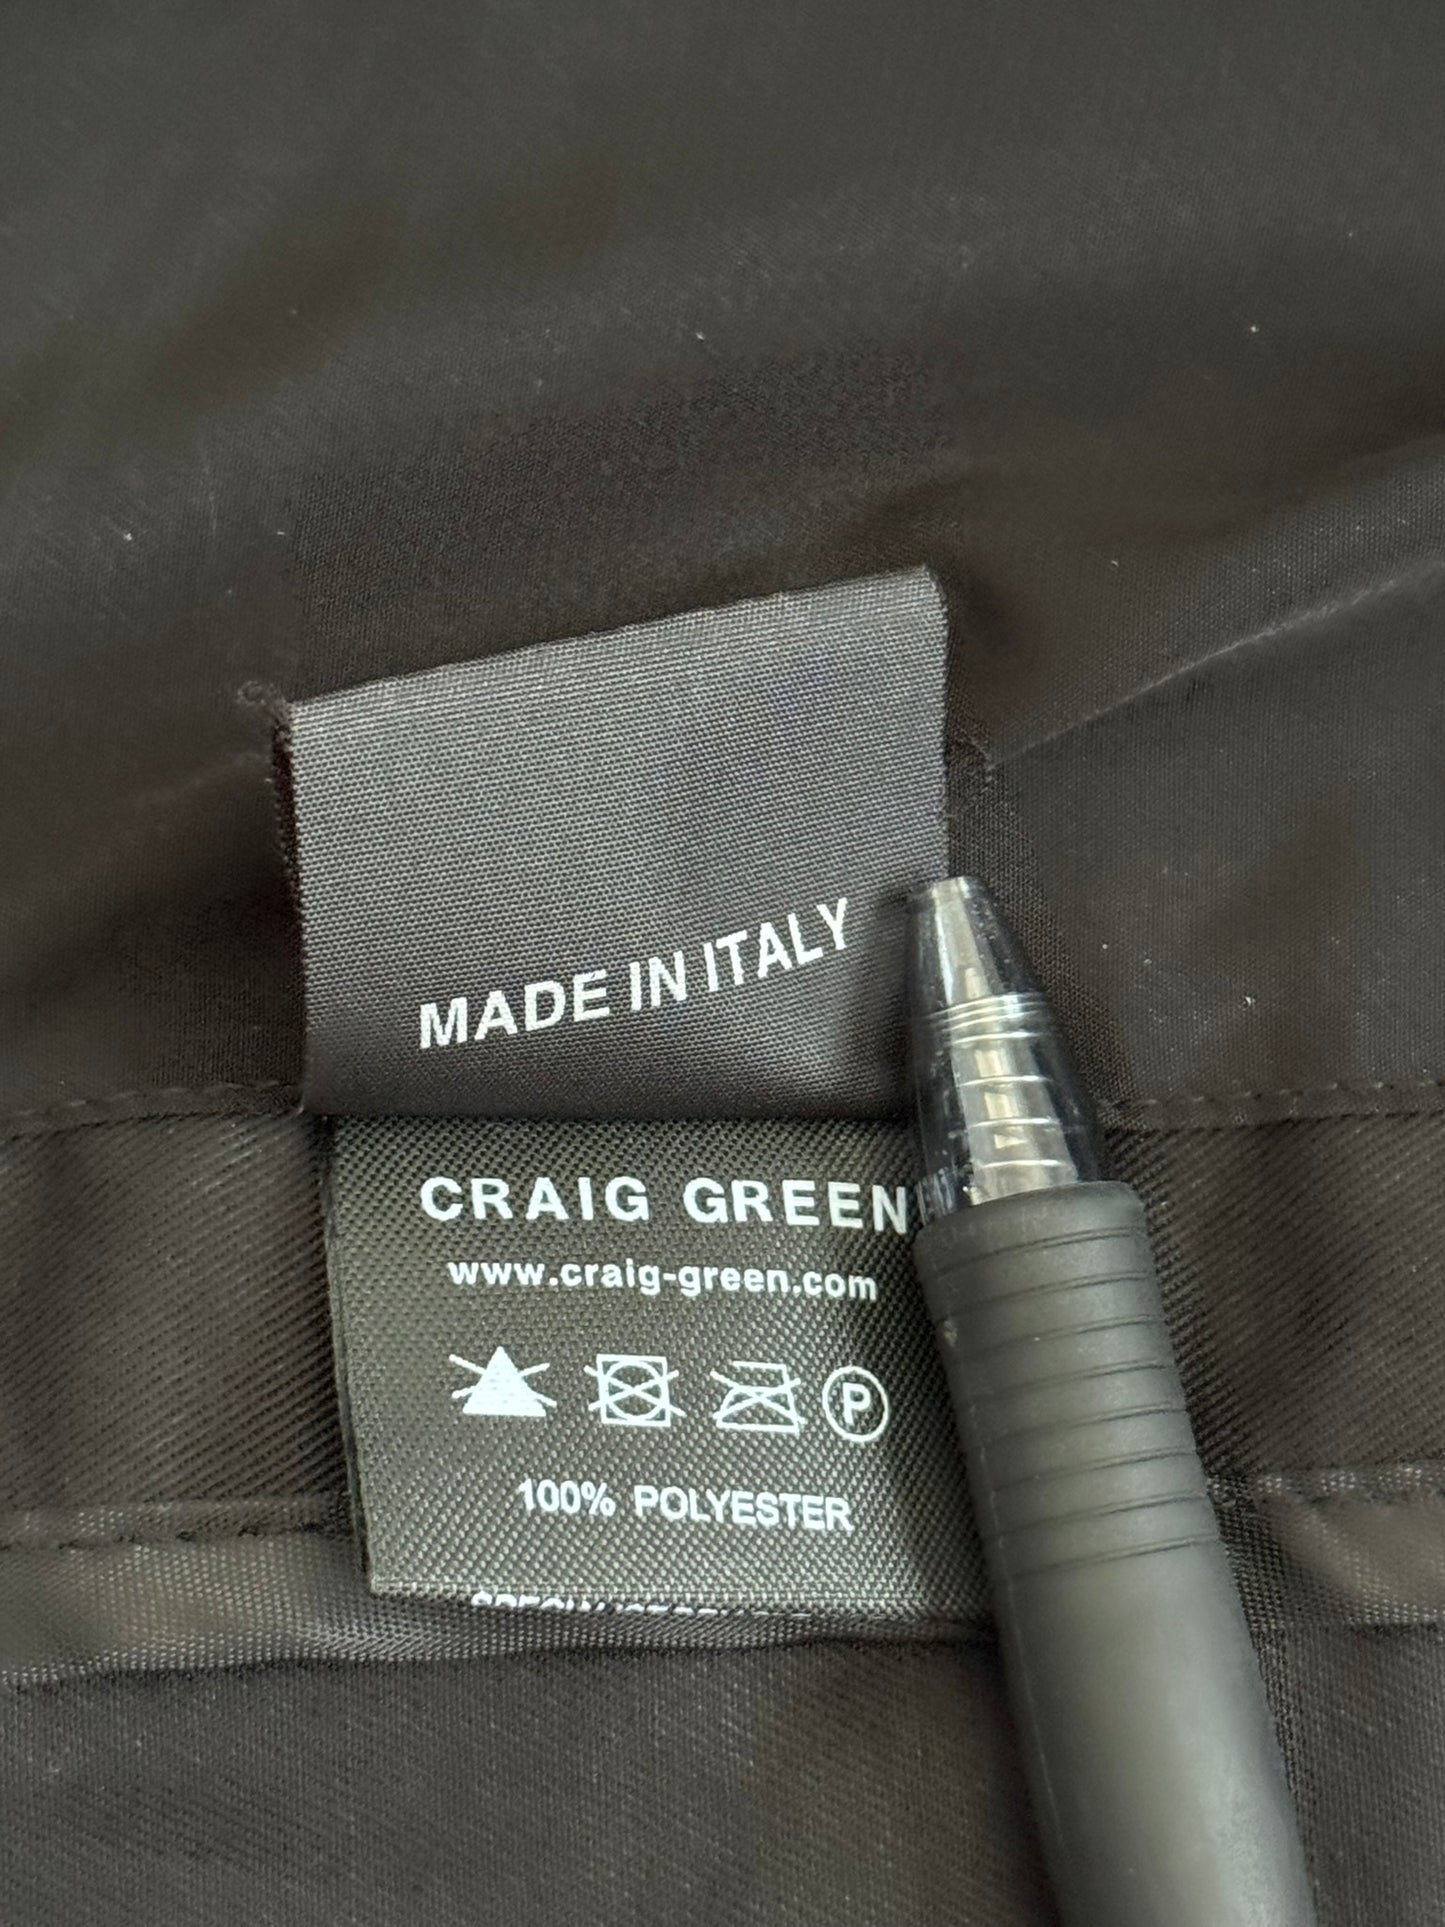 MADE IN ITALY
CRAIG GREEN
www.craig-green.com
P
100% POLYESTER